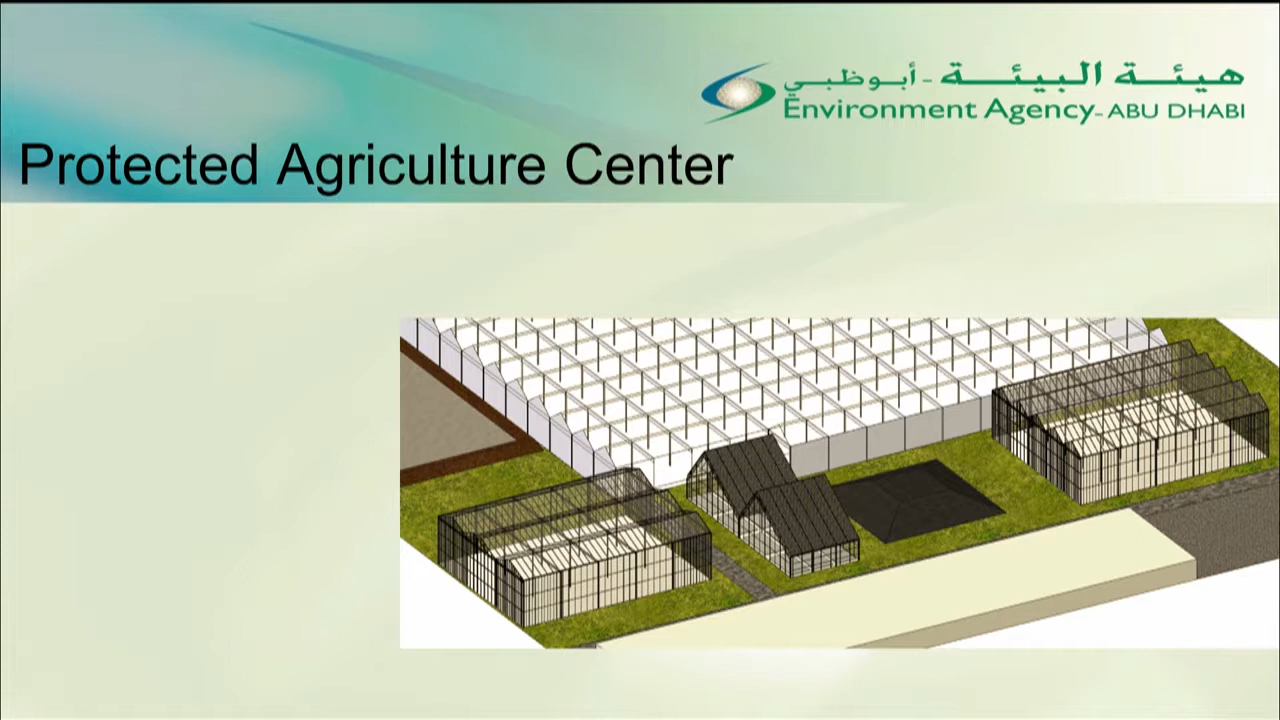 هيئة البيئة - أبوظبي
Environment Agency- ABU DHABI
Protected Agriculture Center